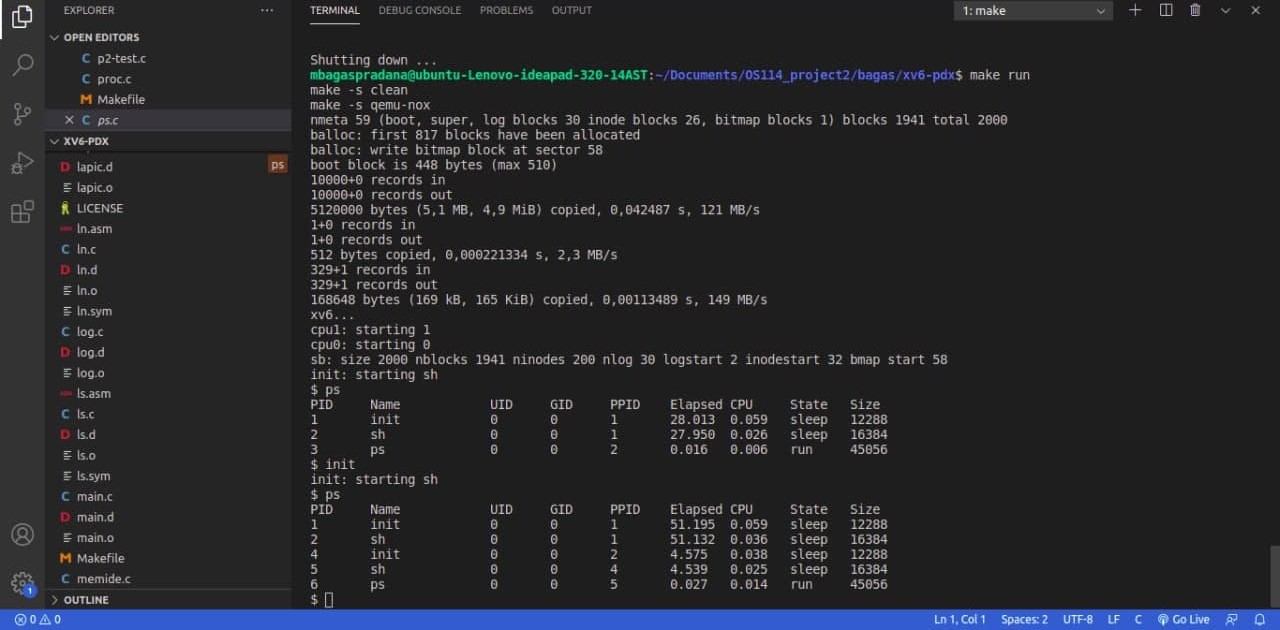 EXPLORER
OPEN EDITORS
C p2-test.c
C proc.c
M Makefile
C ps.c
XV6-PDX
D lapic.d
ps
lapic.o
LICENSE
ln.asm
C ln.c
D ln.d
ln.o
ln.sym
C log.c
D log.d
log.o
ls.asm
C ls.c
D ls.d
ls.o
ls.sym
C main.c
D main.d
main.o
M Makefile
C memide.c
OUTLINE
TERMINAL DEBUG CONSOLE PROBLEMS OUTPUT 1: make
Shutting down ...
mbagaspradana@ubuntu-Lenovo-ideapad-320-14AST:~/Documents/OS114_project2/bagas/xv6-pdx$ make run
make -s clean
make -s qemu-nox
nmeta 59 (boot, super, log blocks 30 inode blocks 26, bitmap blocks 1) blocks 1941 total 2000
balloc: first 817 blocks have been allocated
balloc: write bitmap block at sector 58
boot block is 448 bytes (max 510)
10000+0 records in
10000+0 records out
5120000 bytes (5,1 MB, 4,9 MiB) copied, 0,042487 s, 121 MB/s
1+0 records in
1+0 records out
512 bytes copied, 0,000221334 s, 2,3 MB/s
329+1 records in
329+1 records out
168648 bytes (169 kB, 165 KiB) copied, 0,00113489 s, 149 MB/s
xv6...
cpu1: starting 1
cpu0: starting 0
sb: size 2000 nblocks 1941 ninodes 200 nlog 30 logstart 2 inodestart 32 bmap start 58
init: starting sh
$ ps
PID Name UID GID PPID Elapsed CPU State Size
1 init 0 0 1 28.013 0.059 sleep 12288
2 sh 0 0 1 27.950 0.026 sleep 16384
3 ps 0 0 2 0.016 0.006 run 45056
$ init
init: starting sh
$ ps
PID Name UID GID PPID Elapsed CPU State Size
1 init 0 0 1 51.195 0.059 sleep 12288
2 sh 0 0 1 51.132 0.036 sleep 16384
4 init 0 0 2 4.575 0.038 sleep 12288
5 sh 0 0 4 4.539 0.025 sleep 16384
6 ps 0 0 5 0.027 0.014 run 45056
$
1
0 0 Ln 1, Col 1 Spaces: 2 UTF-8 LF C Go Live